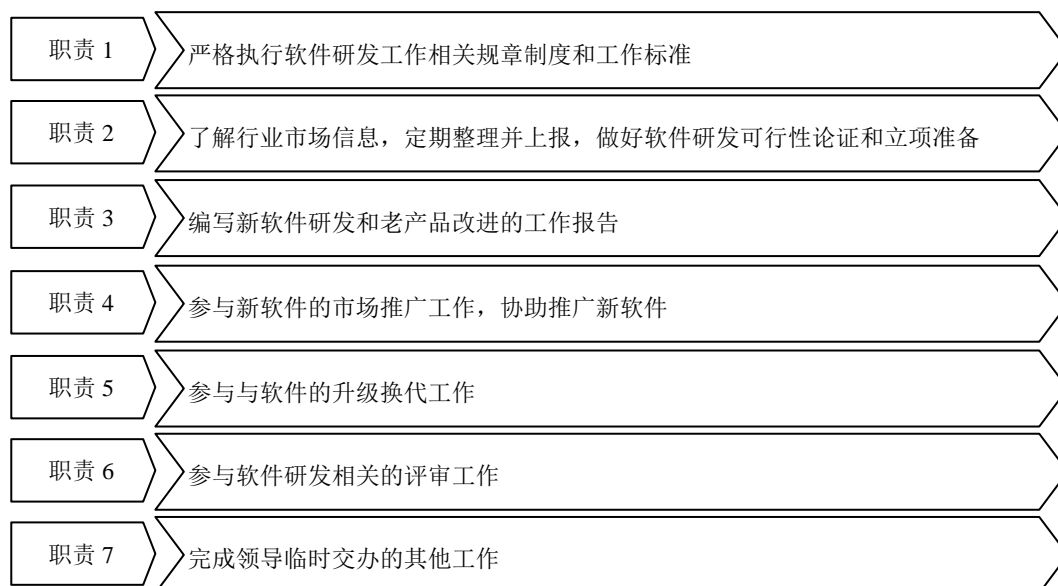 职责 1
严格执行软件研发工作相关规章制度和工作标准
职责 2
了解行业市场信息，定期整理并上报，做好软件研发可行性论证和立项准备
职责 3
编写新软件研发和老产品改进的工作报告
职责 4
参与新软件的市场推广工作，协助推广新软件
职责 5
参与与软件的升级换代工作
职责 6
参与软件研发相关的评审工作
职责 7
完成领导临时交办的其他工作